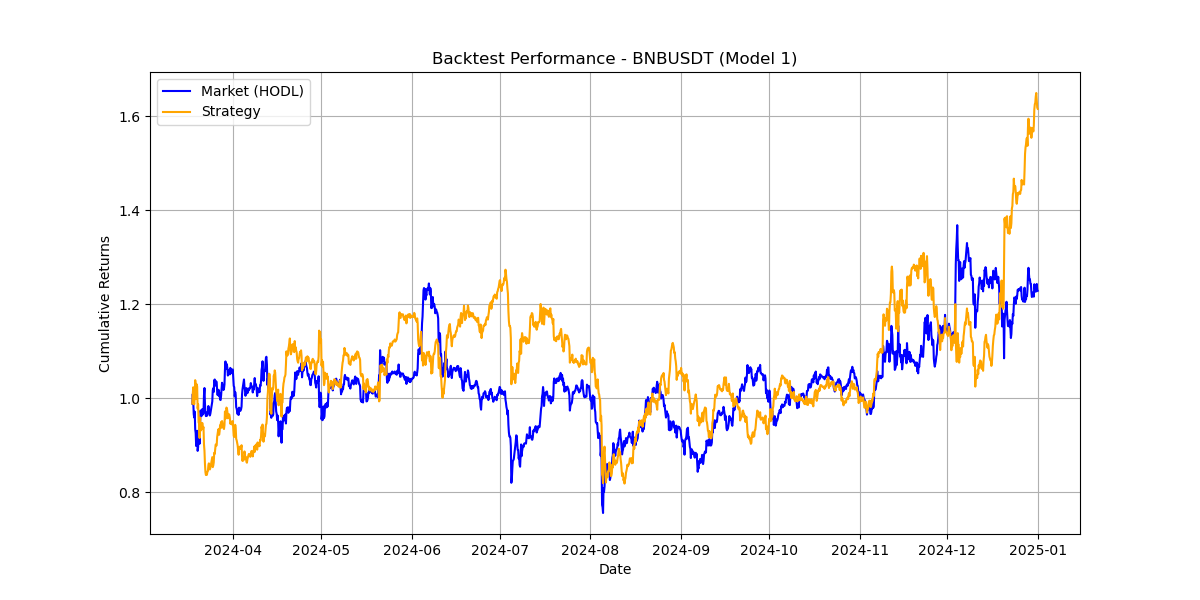 Backtest Performance - BNBUSDT (Model 1)
Market (HODL)
Strategy
Cumulative Returns
1.6
1.4
1.2
1.0
0.8
2024-04 2024-05 2024-06 2024-07 2024-08 2024-09 2024-10 2024-11 2024-12 2025-01
Date